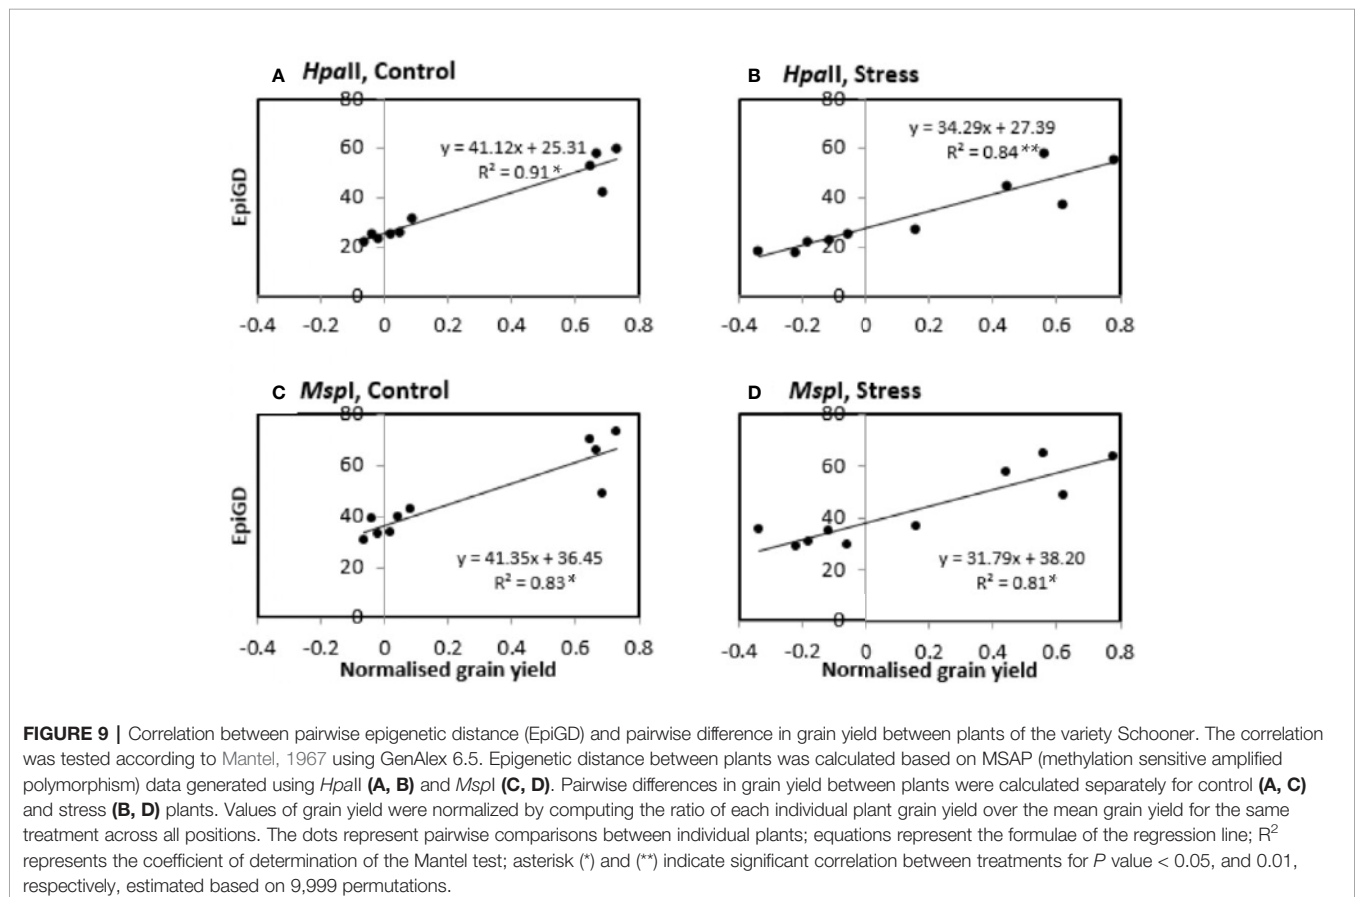 A HpaII, Control
B HpaII, Stress
80
60
40
20
0
y = 41.12x + 25.31
R² = 0.91*
EpiGD
-0.4 -0.2 0 0.2 0.4 0.6 0.8
80
60
40
20
0
y = 34.29x + 27.39
R² = 0.84**
-0.4 -0.2 0 0.2 0.4 0.6 0.8
C MspI, Control
D MspI, Stress
80
60
40
20
0
y = 41.35x + 36.45
R² = 0.83*
EpiGD
-0.4 -0.2 0 0.2 0.4 0.6 0.8
Normalised grain yield
80
60
40
20
0
y = 31.79x + 38.20
R² = 0.81*
-0.4 -0.2 0 0.2 0.4 0.6 0.8
Normalised grain yield
FIGURE 9 | Correlation between pairwise epigenetic distance (EpiGD) and pairwise difference in grain yield between plants of the variety Schooner. The correlation
was tested according to Mantel, 1967 using GenAlex 6.5. Epigenetic distance between plants was calculated based on MSAP (methylation sensitive amplified
polymorphism) data generated using HpaII (A, B) and MspI (C, D). Pairwise differences in grain yield between plants were calculated separately for control (A, C)
and stress (B, D) plants. Values of grain yield were normalized by computing the ratio of each individual plant grain yield over the mean grain yield for the same
treatment across all positions. The dots represent pairwise comparisons between individual plants; equations represent the formulae of the regression line; R²
represents the coefficient of determination of the Mantel test; asterisk (*) and (**) indicate significant correlation between treatments for P value < 0.05, and 0.01,
respectively, estimated based on 9,999 permutations.